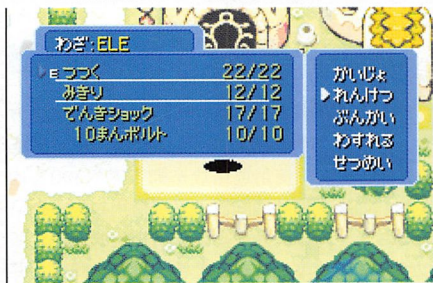 わざ:ELE
Eつつく 22/22
みきり 12/12
でんきショック 17/17
10まんボルト 10/10
かいじょ
▶れんけつ
ぶんかい
わすれる
せつめい